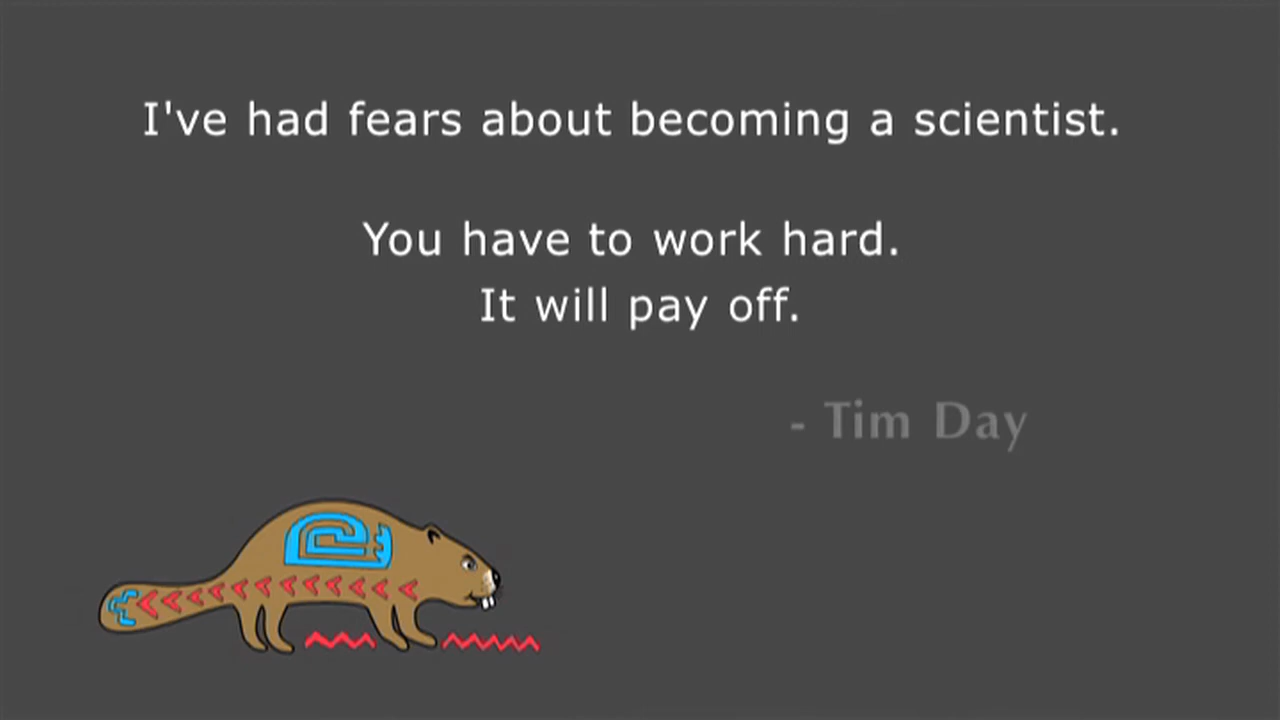 I've had fears about becoming a scientist.
You have to work hard.
It will pay off.
- Tim Day